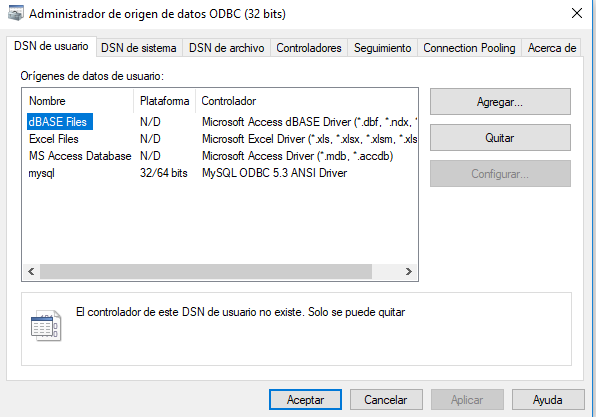 Administrador de origen de datos ODBC (32 bits)
DSN de usuario DSN de sistema DSN de archivo Controladores Seguimiento Connection Pooling Acerca de
Orígenes de datos de usuario:
Nombre Plataforma Controlador
dBASE Files N/D Microsoft Access dBASE Driver (*.dbf, *.ndx, *
Excel Files N/D Microsoft Excel Driver (*.xls, *.xlsx, *.xlsm, *.xls
MS Access Database N/D Microsoft Access Driver (*.mdb, *.accdb)
mysql 32/64 bits MySQL ODBC 5.3 ANSI Driver
Agregar...
Quitar
Configurar...
El controlador de este DSN de usuario no existe. Solo se puede quitar
Aceptar Cancelar Aplicar Ayuda